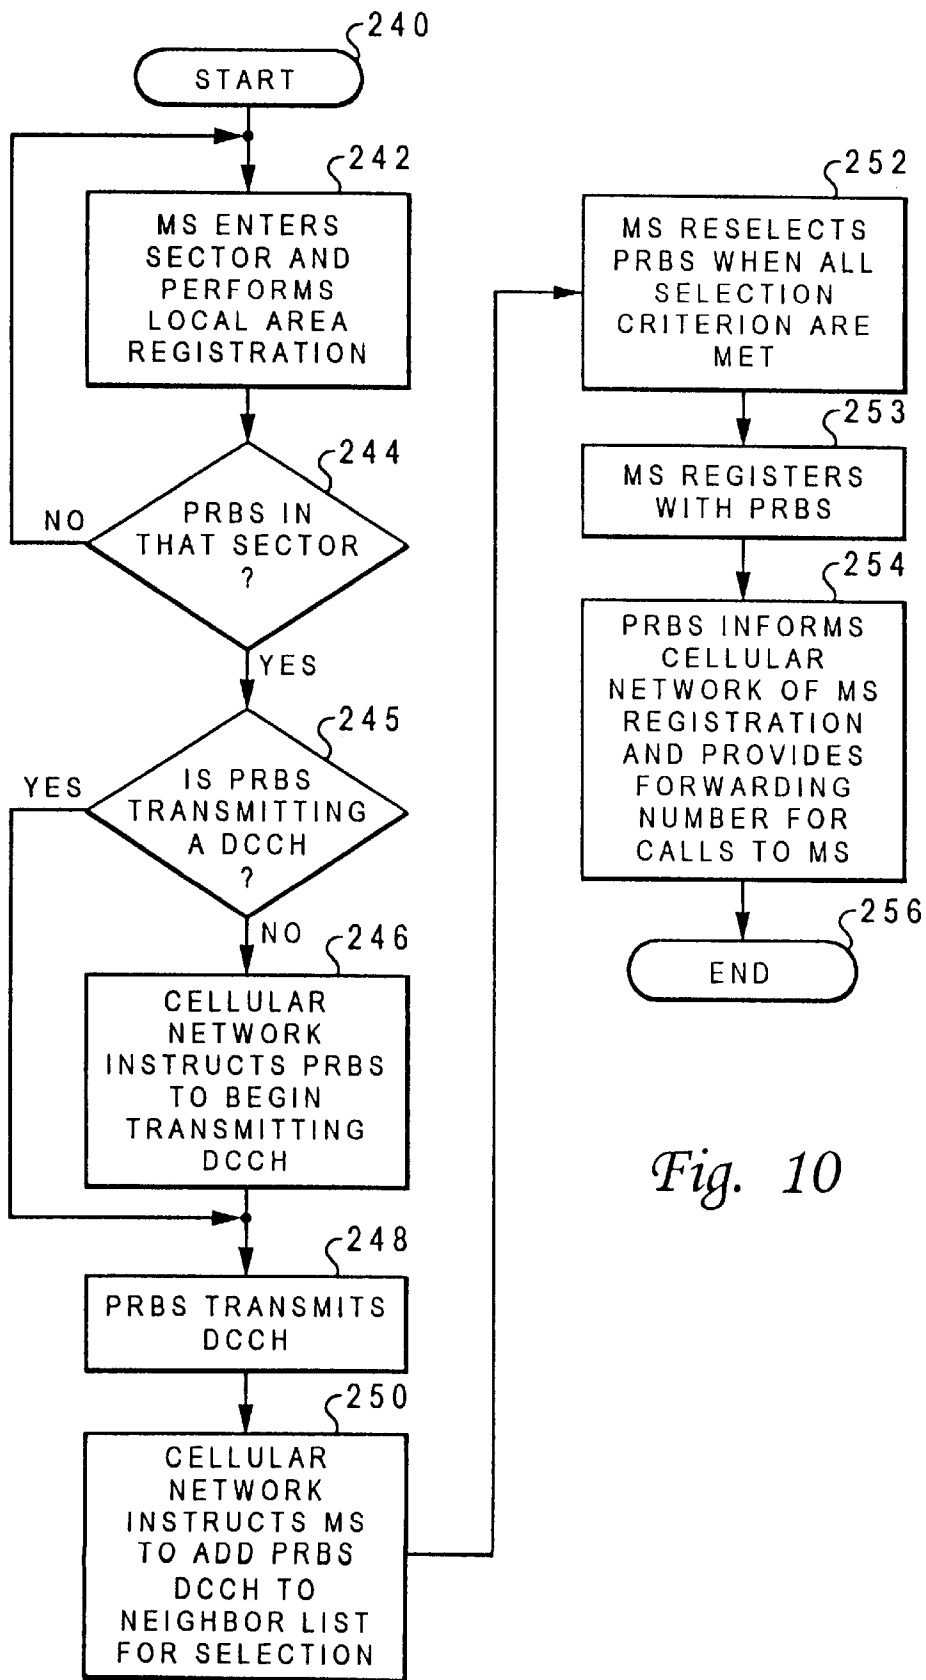 240
START
242
MS ENTERS
SECTOR AND
PERFORMS
LOCAL AREA
REGISTRATION
244
PRBS IN
THAT SECTOR
?
NO
YES
245
IS PRBS
TRANSMITTING
A DCCH
?
YES
NO
246
CELLULAR
NETWORK
INSTRUCTS PRBS
TO BEGIN
TRANSMITTING
DCCH
248
PRBS TRANSMITS
DCCH
250
CELLULAR
NETWORK
INSTRUCTS MS
TO ADD PRBS
DCCH TO
NEIGHBOR LIST
FOR SELECTION
252
MS RESELECTS
PRBS WHEN ALL
SELECTION
CRITERION ARE
MET
253
MS REGISTERS
WITH PRBS
254
PRBS INFORMS
CELLULAR
NETWORK OF MS
REGISTRATION
AND PROVIDES
FORWARDING
NUMBER FOR
CALLS TO MS
256
END
Fig. 10